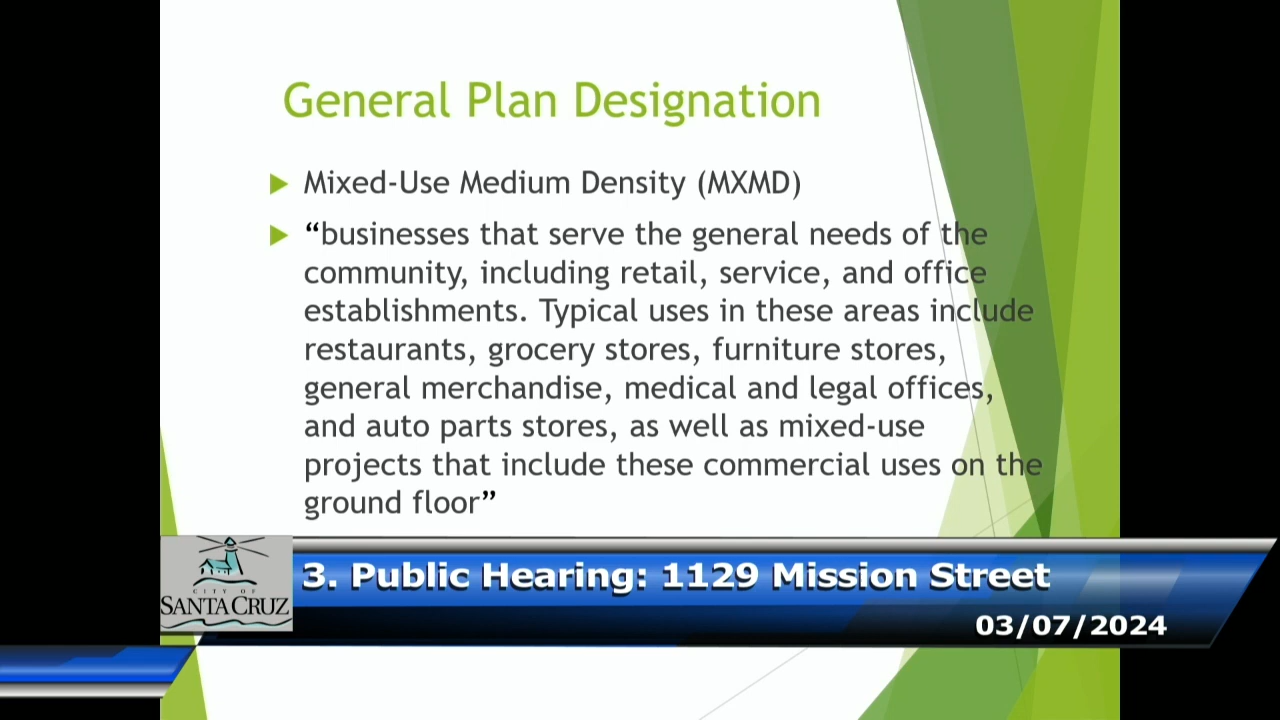 General Plan Designation
Mixed-Use Medium Density (MXMD)
“businesses that serve the general needs of the
community, including retail, service, and office
establishments. Typical uses in these areas include
restaurants, grocery stores, furniture stores,
general merchandise, medical and legal offices,
and auto parts stores, as well as mixed-use
projects that include these commercial uses on the
ground floor”
CITY OF
SANTA CRUZ
3. Public Hearing: 1129 Mission Street
03/07/2024